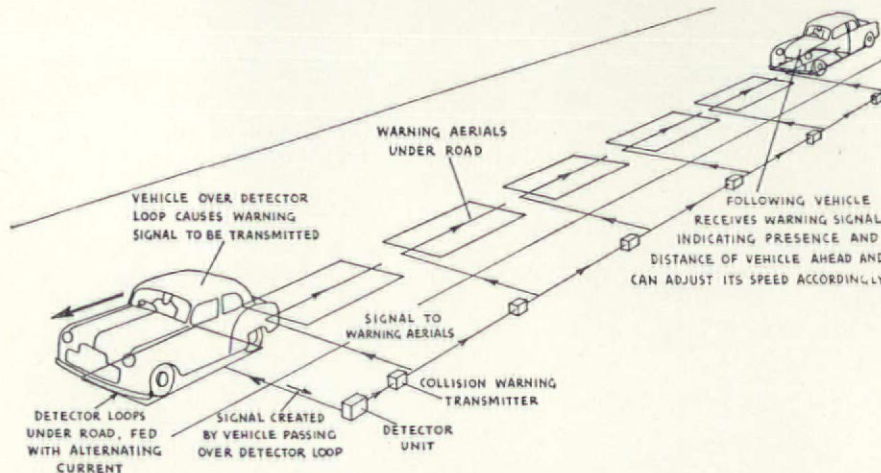 WARNING AERIALS
UNDER ROAD
VEHICLE OVER DETECTOR
LOOP CAUSES WARNING
SIGNAL TO BE TRANSMITTED
FOLLOWING VEHICLE
RECEIVES WARNING SIGNAL
INDICATING PRESENCE AND
DISTANCE OF VEHICLE AHEAD AND
CAN ADJUST ITS SPEED ACCORDINGLY
SIGNAL TO
WARNING AERIALS
COLLISION WARNING
TRANSMITTER
DETECTOR LOOPS
UNDER ROAD, FED
WITH ALTERNATING
CURRENT
SIGNAL CREATED
BY VEHICLE PASSING
OVER DETECTOR LOOP
DETECTOR
UNIT